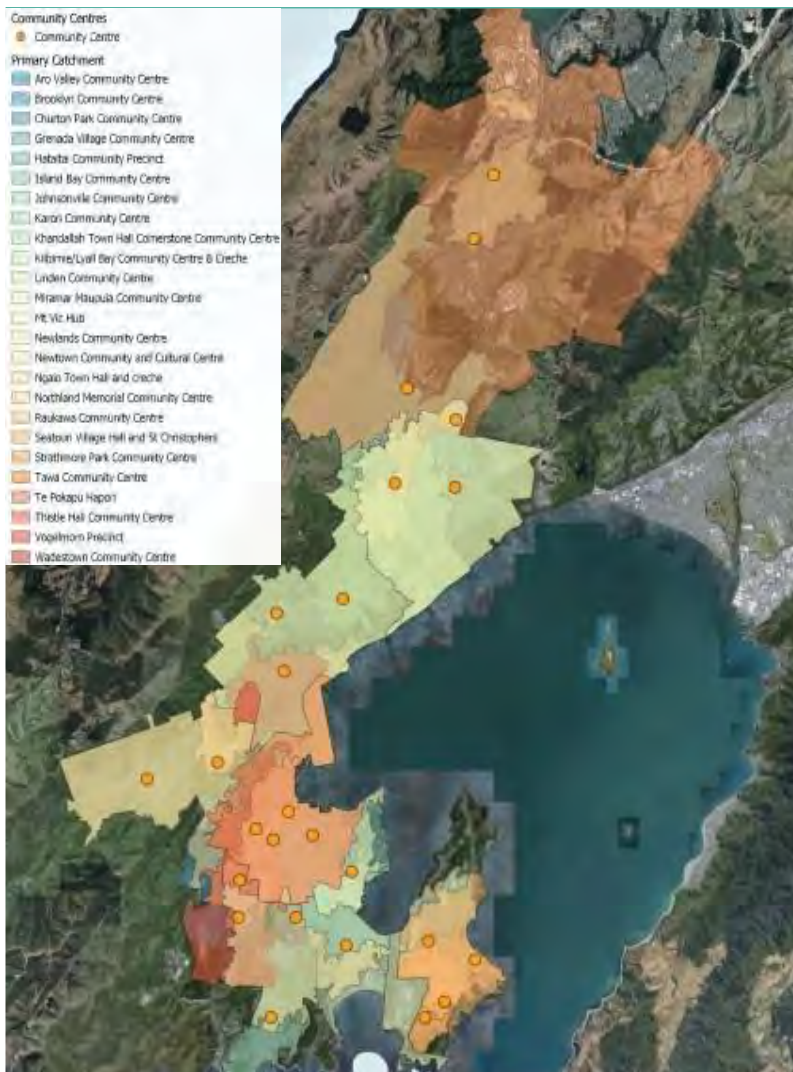 Community Centres
Community Centre
Primary Catchment
Aro Valley Community Centre
Brooklyn Community Centre
Churton Park Community Centre
Grenada Village Community Centre
Hataitai Community Precinct
Island Bay Community Centre
Johnsonville Community Centre
Karori Community Centre
Khandallah Town Hall Cornerstone Community Centre
Kilbirnie/Lyall Bay Community Centre & Creche
Linden Community Centre
Miramar Maupuia Community Centre
Mt Vic Hub
Newlands Community Centre
Newtown Community and Cultural Centre
Ngaio Town Hall and creche
Northland Memorial Community Centre
Raukawa Community Centre
Seatoun Village Hall and St Christophers
Strathmore Park Community Centre
Tawa Community Centre
Te Pokapu Hapori
Thistle Hall Community Centre
Vogelmorn Precinct
Wadestown Community Centre